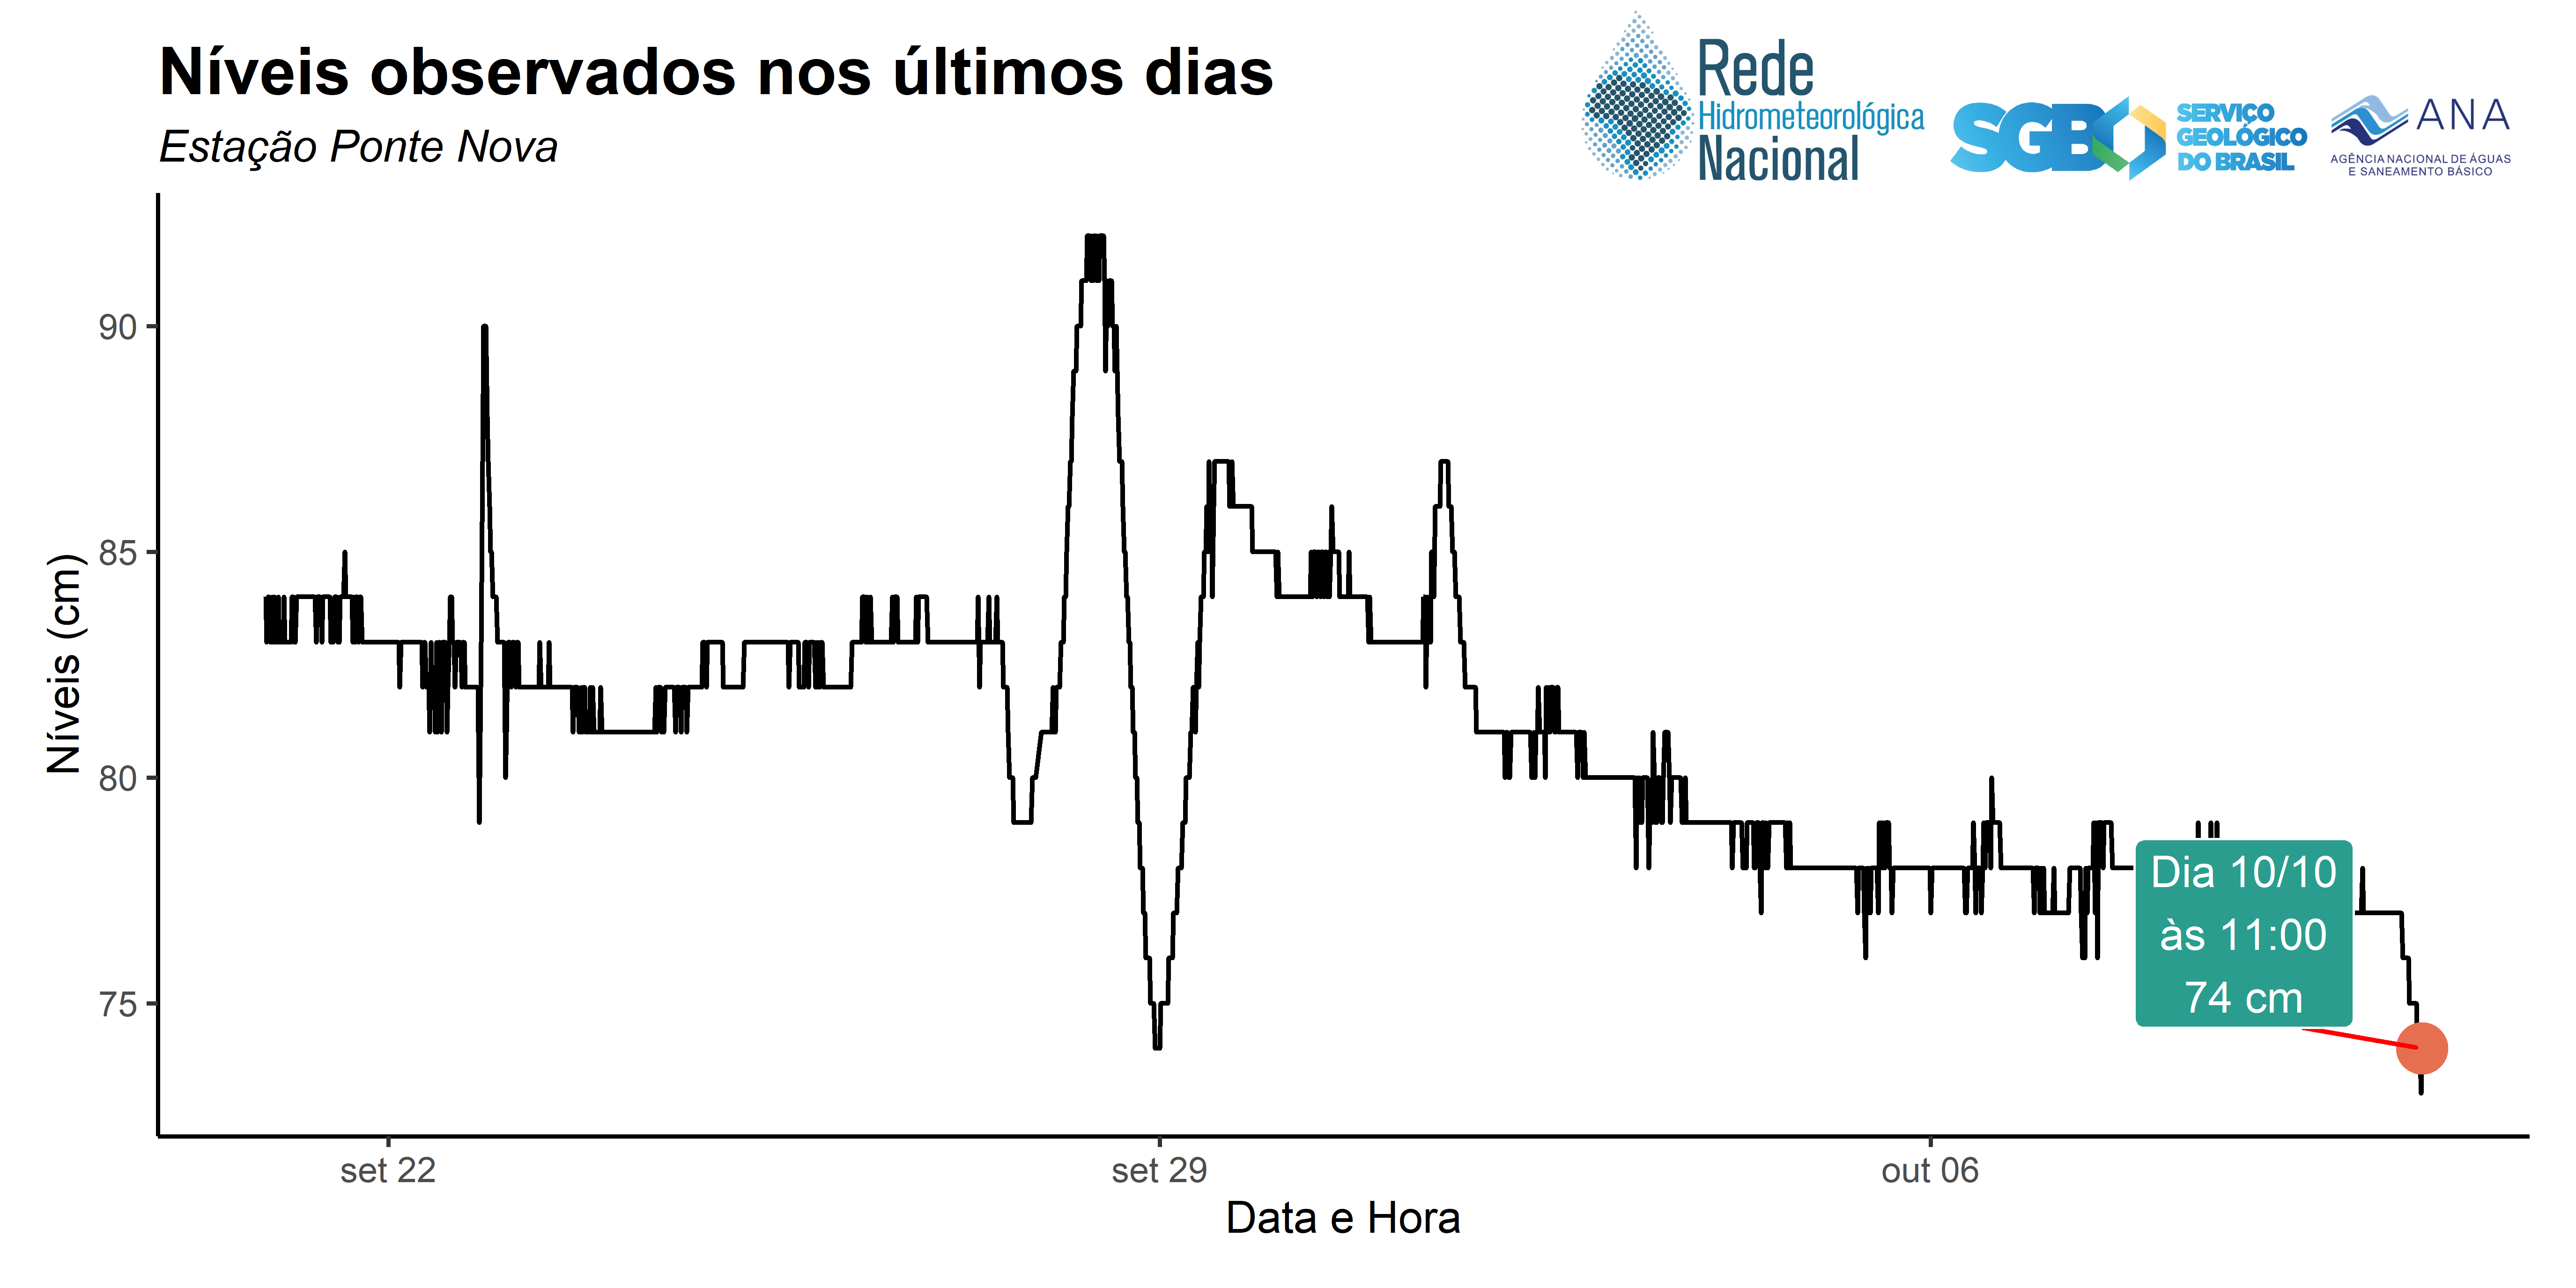 Níveis observados nos últimos dias
Estação Ponte Nova
Rede
Hidrometeorológica
Nacional
SGB
SERVIÇO
GEOLÓGICO
DO BRASIL
ANA
AGÊNCIA NACIONAL DE ÁGUAS
E SANEAMENTO BÁSICO
Níveis (cm)
90
85
80
75
Dia 10/10
às 11:00
74 cm
set 22
set 29
out 06
Data e Hora